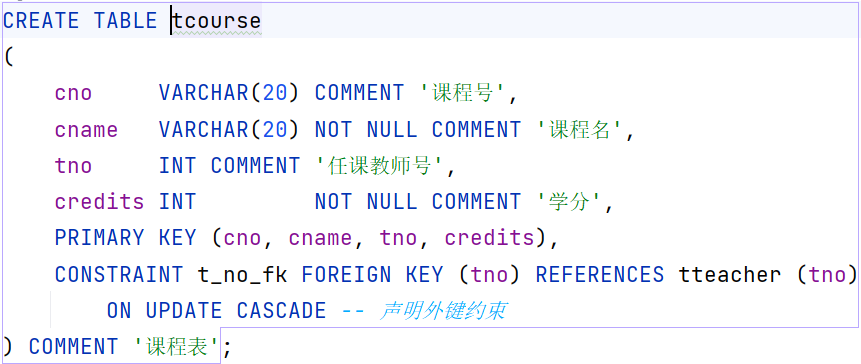 CREATE TABLE tcourse
(
    cno     VARCHAR(20) COMMENT '课程号',
    cname   VARCHAR(20) NOT NULL COMMENT '课程名',
    tno     INT COMMENT '任课教师号',
    credits INT         NOT NULL COMMENT '学分',
    PRIMARY KEY (cno, cname, tno, credits),
    CONSTRAINT t_no_fk FOREIGN KEY (tno) REFERENCES tteacher (tno)
        ON UPDATE CASCADE -- 声明外键约束
) COMMENT '课程表';